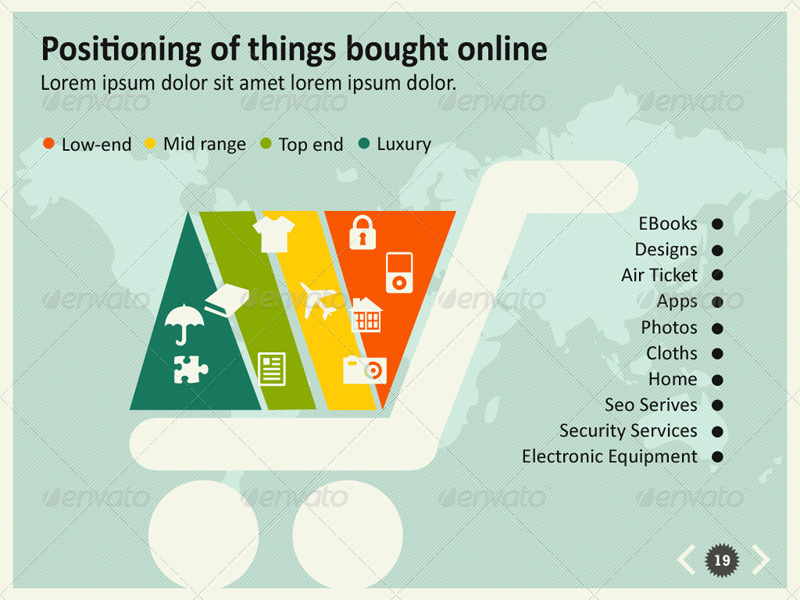 Positioning of things bought online
Lorem ipsum dolor sit amet lorem ipsum dolor.
Low-end Mid range Top end Luxury
EBooks
Designs
Air Ticket
Apps
Photos
Cloths
Home
Seo Serives
Security Services
Electronic Equipment
19
envato envato envato envato
envato envato envato envato
envato envato envato envato